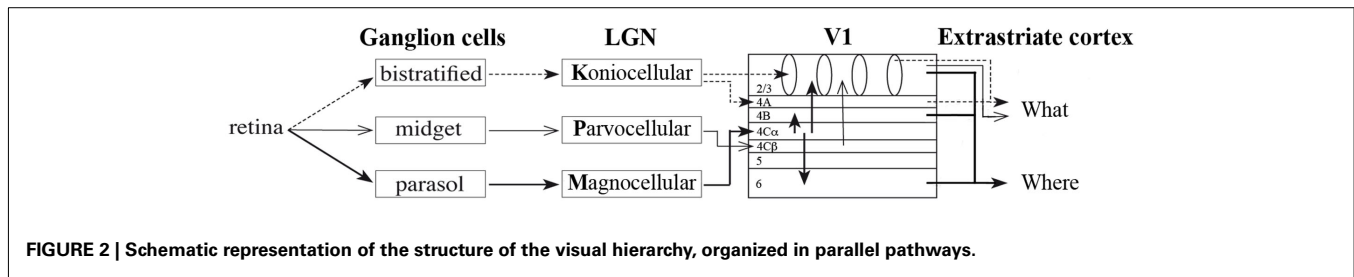 Ganglion cells LGN V1 Extrastriate cortex
bistratified Koniocellular
2/3
4A
What
4B
retina midget Parvocellular 4Cα
4Cβ
5
parasol Magnocellular 6 Where
FIGURE 2 | Schematic representation of the structure of the visual hierarchy, organized in parallel pathways.